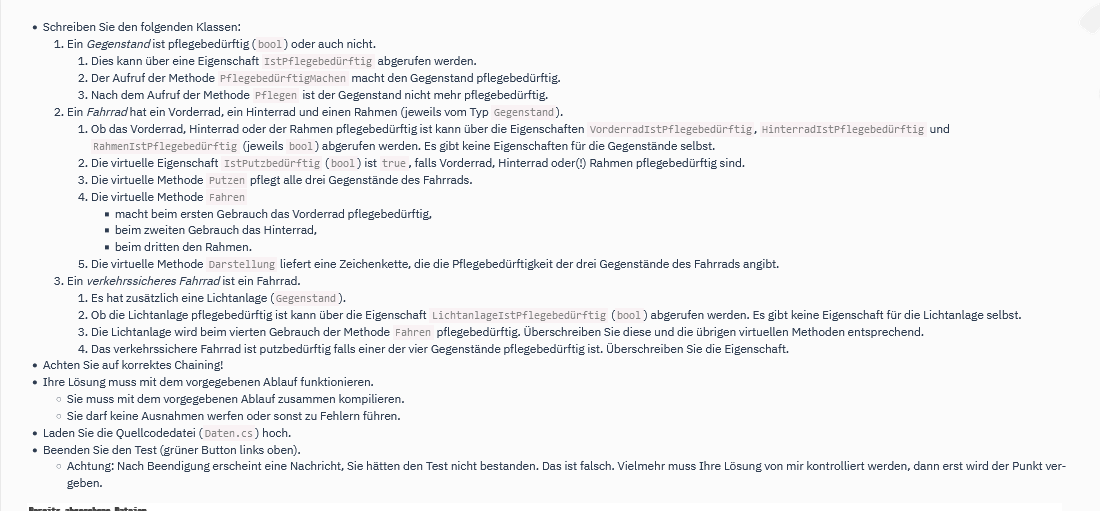 • Schreiben Sie den folgenden Klassen:
1. Ein Gegenstand ist pflegebedürftig (bool) oder auch nicht.
1. Dies kann über eine Eigenschaft IstPflegebedürftig abgerufen werden.
2. Der Aufruf der Methode PflegebedürftigMachen macht den Gegenstand pflegebedürftig.
3. Nach dem Aufruf der Methode Pflegen ist der Gegenstand nicht mehr pflegebedürftig.
2. Ein Fahrrad hat ein Vorderrad, ein Hinterrad und einen Rahmen (jeweils vom Typ Gegenstand).
1. Ob das Vorderrad, Hinterrad oder der Rahmen pflegebedürftig ist kann über die Eigenschaften VorderradIstPflegebedürftig, HinterradIstPflegebedürftig und
RahmenIstPflegebedürftig (jeweils bool) abgerufen werden. Es gibt keine Eigenschaften für die Gegenstände selbst.
2. Die virtuelle Eigenschaft IstPutzbedürftig (bool) ist true, falls Vorderrad, Hinterrad oder(!) Rahmen pflegebedürftig sind.
3. Die virtuelle Methode Putzen pflegt alle drei Gegenstände des Fahrrads.
4. Die virtuelle Methode Fahren
▪ macht beim ersten Gebrauch das Vorderrad pflegebedürftig,
▪ beim zweiten Gebrauch das Hinterrad,
▪ beim dritten den Rahmen.
5. Die virtuelle Methode Darstellung liefert eine Zeichenkette, die die Pflegebedürftigkeit der drei Gegenstände des Fahrrads angibt.
3. Ein verkehrssicheres Fahrrad ist ein Fahrrad.
1. Es hat zusätzlich eine Lichtanlage (Gegenstand).
2. Ob die Lichtanlage pflegebedürftig ist kann über die Eigenschaft LichtanlageIstPflegebedürftig (bool) abgerufen werden. Es gibt keine Eigenschaft für die Lichtanlage selbst.
3. Die Lichtanlage wird beim vierten Gebrauch der Methode Fahren pflegebedürftig. Überschreiben Sie diese und die übrigen virtuellen Methoden entsprechend.
4. Das verkehrssichere Fahrrad ist putzbedürftig falls einer der vier Gegenstände pflegebedürftig ist. Überschreiben Sie die Eigenschaft.
• Achten Sie auf korrektes Chaining!
• Ihre Lösung muss mit dem vorgegebenen Ablauf funktionieren.
◦ Sie muss mit dem vorgegebenen Ablauf zusammen kompilieren.
◦ Sie darf keine Ausnahmen werfen oder sonst zu Fehlern führen.
• Laden Sie die Quellcodedatei (Daten.cs) hoch.
• Beenden Sie den Test (grüner Button links oben).
◦ Achtung: Nach Beendigung erscheint eine Nachricht, Sie hätten den Test nicht bestanden. Das ist falsch. Vielmehr muss Ihre Lösung von mir kontrolliert werden, dann erst wird der Punkt ver-
geben.